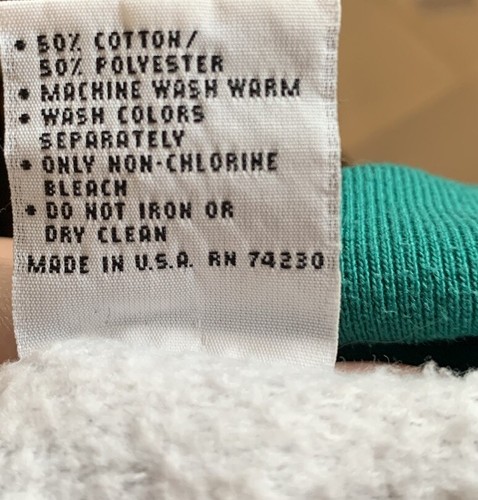 • 50% COTTON/
50% POLYESTER
• MACHINE WASH WARM
• WASH COLORS
SEPARATELY
• ONLY NON-CHLORINE
BLEACH
• DO NOT IRON OR
DRY CLEAN
MADE IN U.S.A. RN 74230